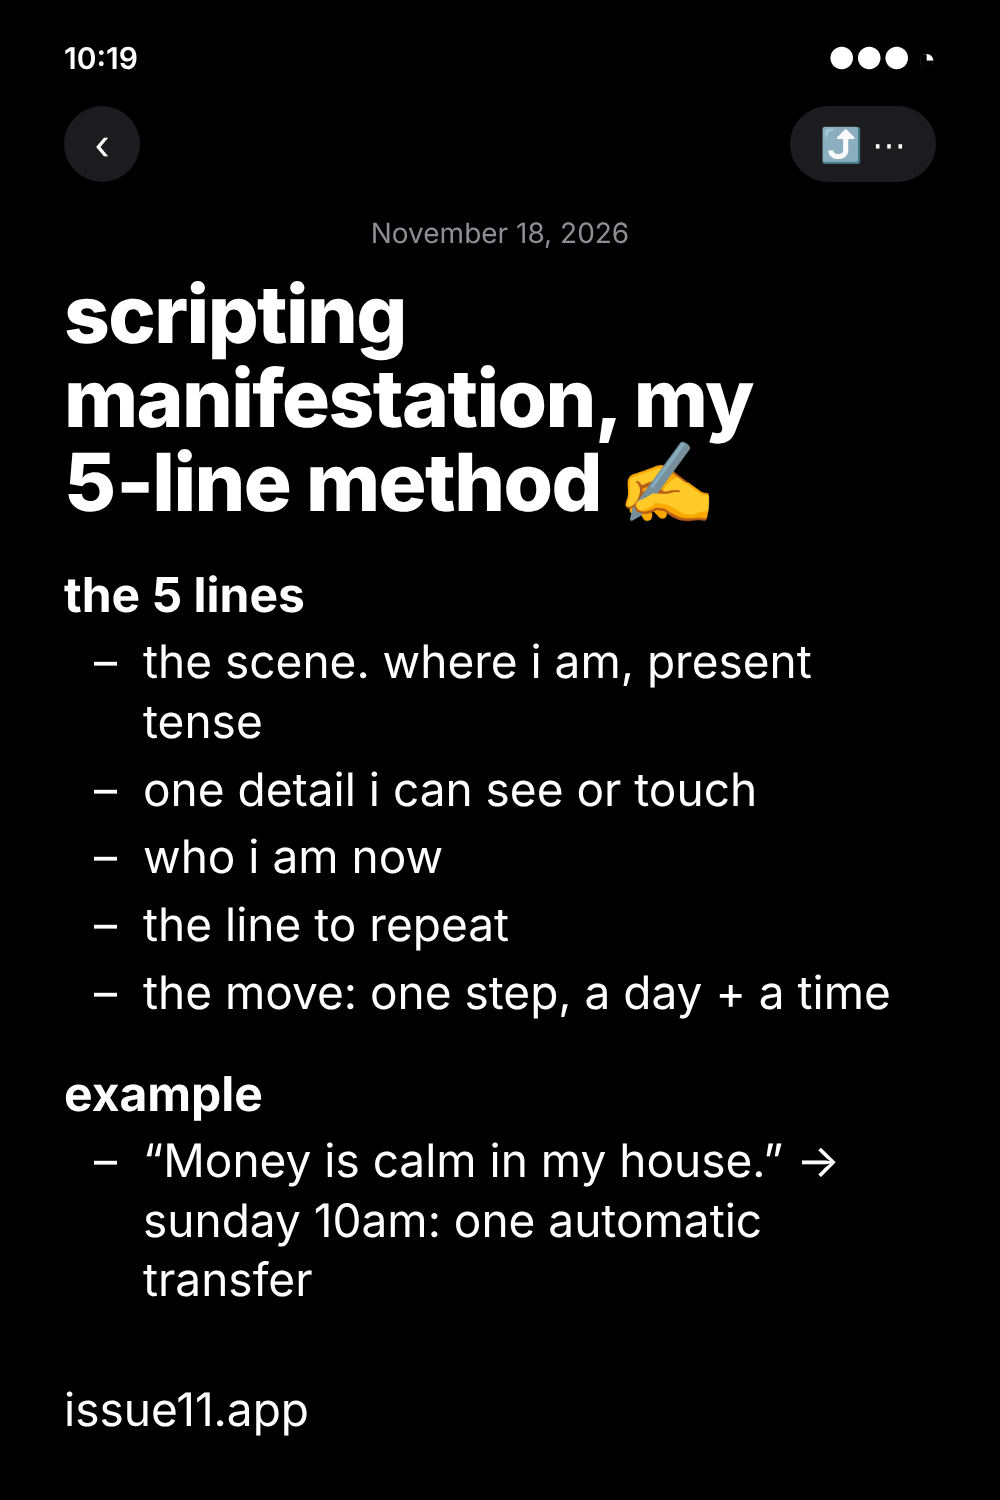 10:19
November 18, 2026
scripting
manifestation, my
5-line method ✍️
the 5 lines
– the scene. where i am, present
tense
– one detail i can see or touch
– who i am now
– the line to repeat
– the move: one step, a day + a time
example
– “Money is calm in my house.” →
sunday 10am: one automatic
transfer
issue11.app